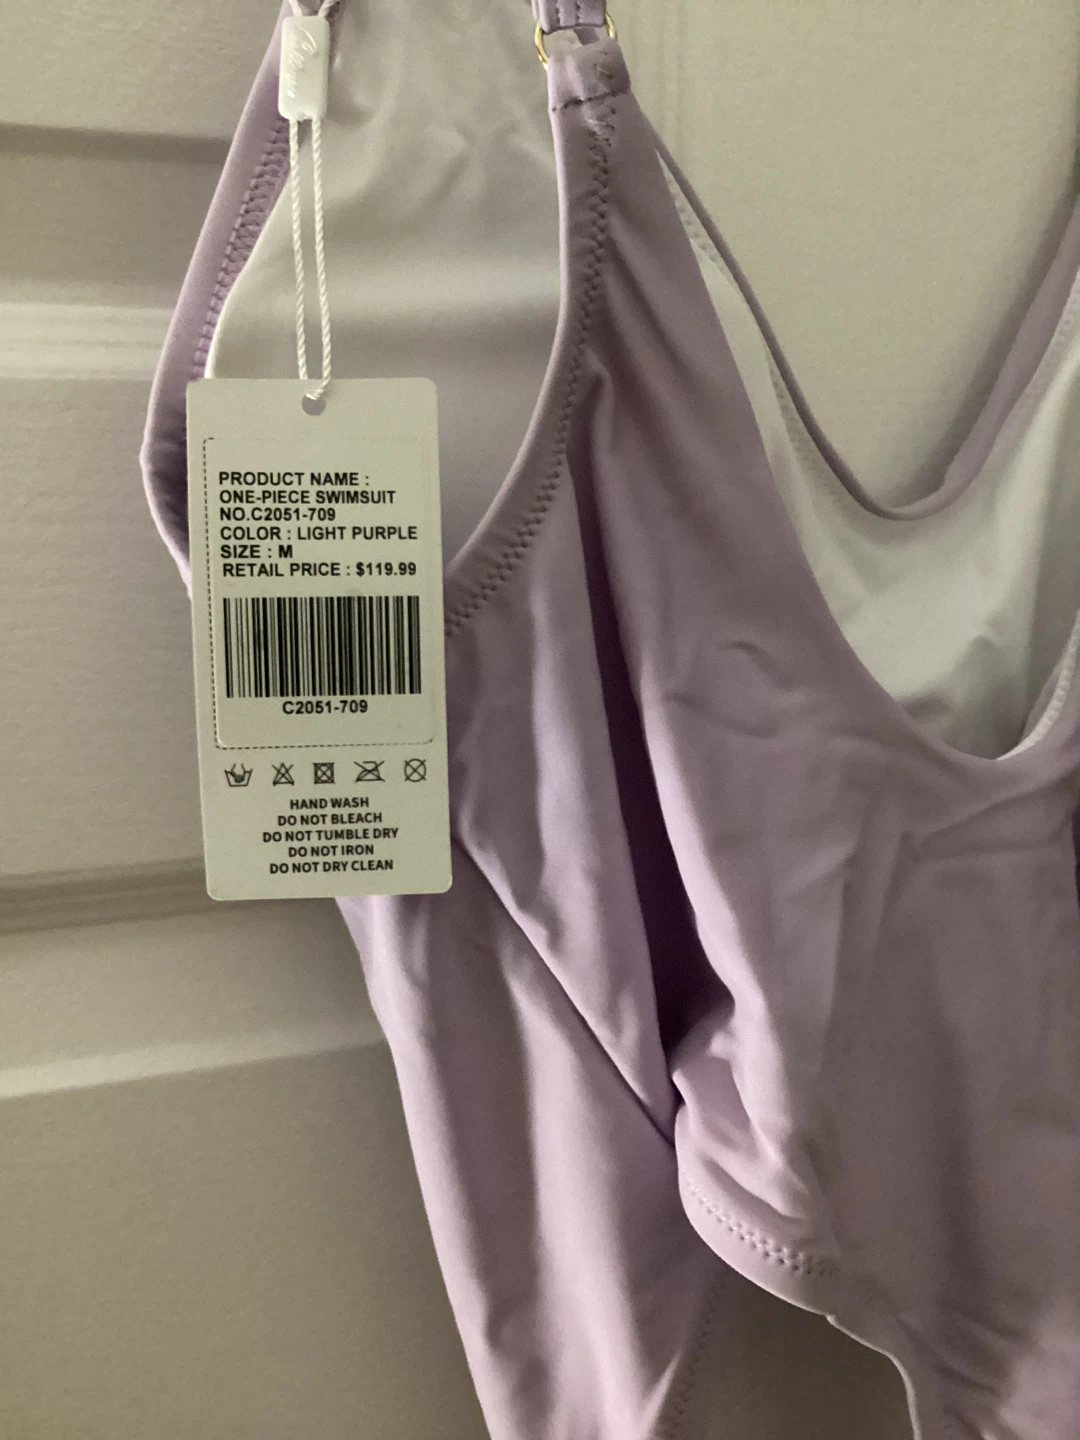 PRODUCT NAME :
ONE-PIECE SWIMSUIT
NO.C2051-709
COLOR : LIGHT PURPLE
SIZE : M
RETAIL PRICE : $119.99
C2051-709
HAND WASH
DO NOT BLEACH
DO NOT TUMBLE DRY
DO NOT IRON
DO NOT DRY CLEAN